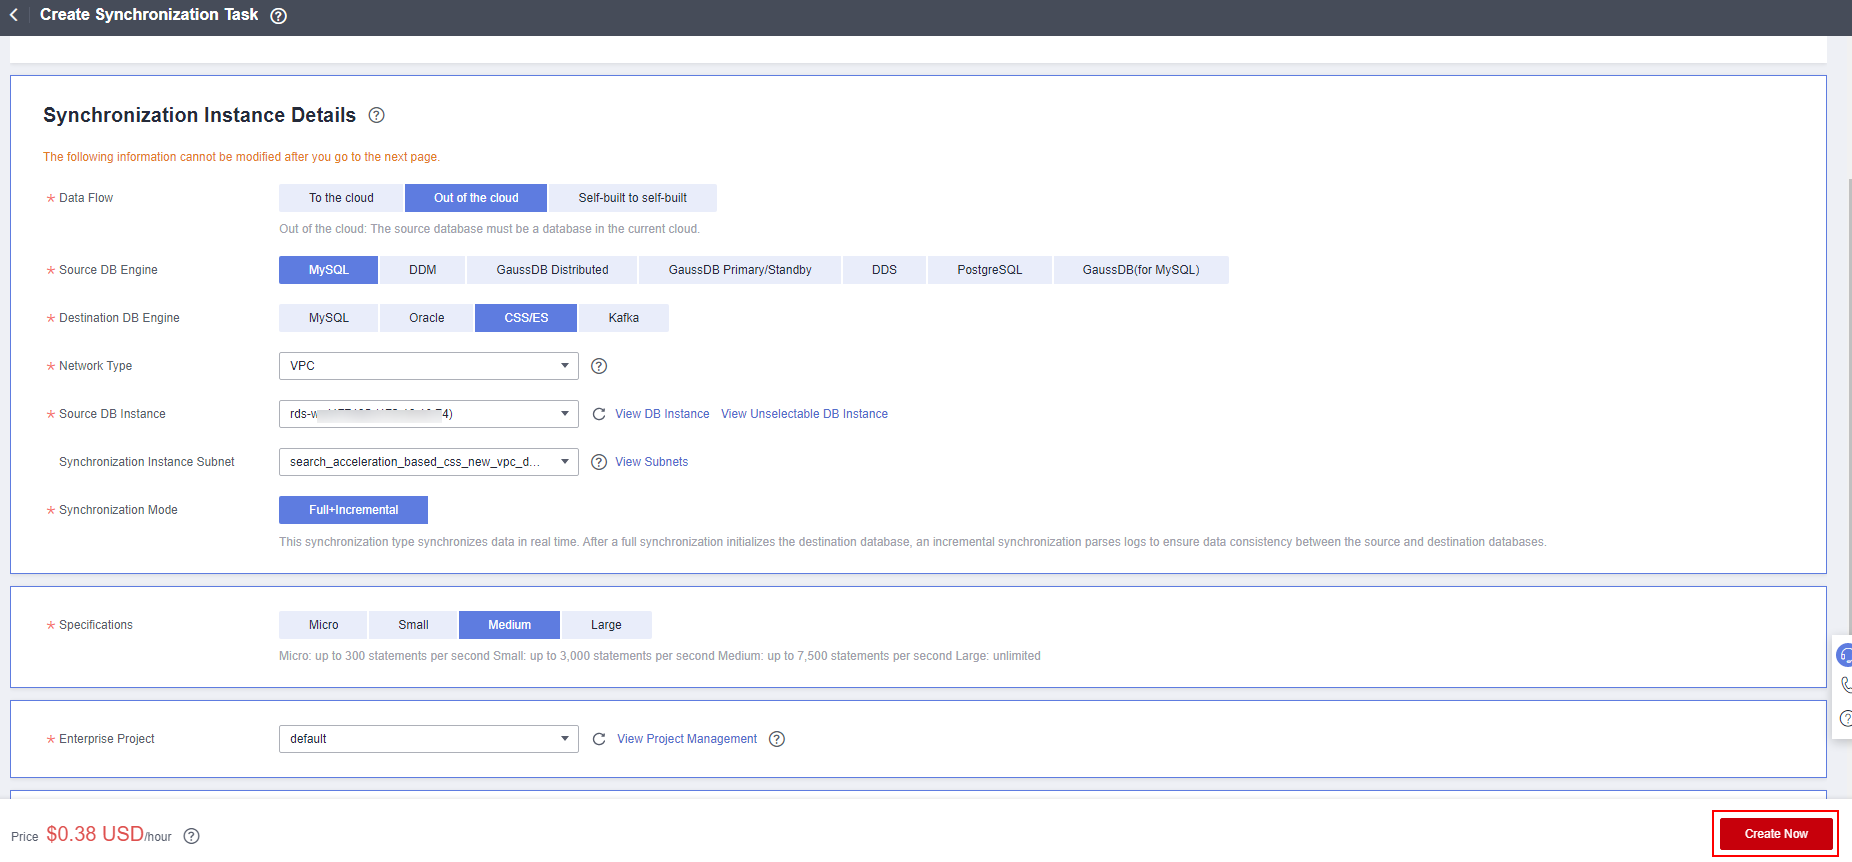 Create Synchronization Task
Synchronization Instance Details
The following information cannot be modified after you go to the next page.
* Data Flow To the cloud Out of the cloud Self-built to self-built
Out of the cloud: The source database must be a database in the current cloud.
* Source DB Engine MySQL DDM GaussDB Distributed GaussDB Primary/Standby DDS PostgreSQL GaussDB(for MySQL)
* Destination DB Engine MySQL Oracle CSS/ES Kafka
* Network Type VPC
* Source DB Instance rds-w 4) View DB Instance View Unselectable DB Instance
Synchronization Instance Subnet search_acceleration_based_css_new_vpc_d... View Subnets
* Synchronization Mode Full+Incremental
This synchronization type synchronizes data in real time. After a full synchronization initializes the destination database, an incremental synchronization parses logs to ensure data consistency between the source and destination databases.
* Specifications Micro Small Medium Large
Micro: up to 300 statements per second Small: up to 3,000 statements per second Medium: up to 7,500 statements per second Large: unlimited
* Enterprise Project default View Project Management
Price $0.38 USD/hour Create Now